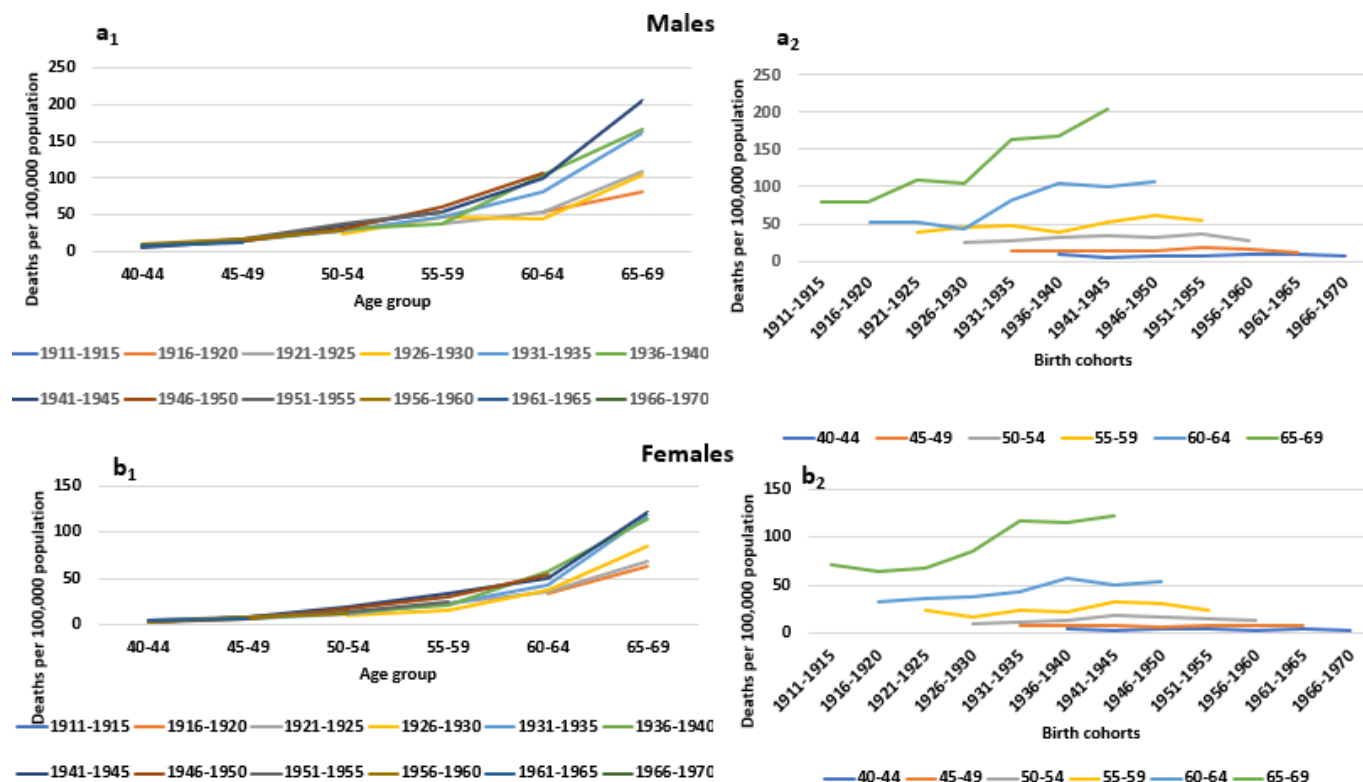 Males
a1
Deaths per 100,000 population
250
200
150
100
50
0
40-44 45-49 50-54 55-59 60-64 65-69
Age group
1911-1915 1916-1920 1921-1925 1926-1930 1931-1935 1936-1940
1941-1945 1946-1950 1951-1955 1956-1960 1961-1965 1966-1970
a2
Deaths per 100,000 population
250
200
150
100
50
0
1911-1915 1916-1920 1921-1925 1926-1930 1931-1935 1936-1940 1941-1945 1946-1950 1951-1955 1956-1960 1961-1965 1966-1970
Birth cohorts
40-44 45-49 50-54 55-59 60-64 65-69
Females
b1
Deaths per 100,000 population
150
100
50
0
40-44 45-49 50-54 55-59 60-64 65-69
Age group
1911-1915 1916-1920 1921-1925 1926-1930 1931-1935 1936-1940
1941-1945 1946-1950 1951-1955 1956-1960 1961-1965 1966-1970
b2
Deaths per 100,000 population
150
100
50
0
1911-1915 1916-1920 1921-1925 1926-1930 1931-1935 1936-1940 1941-1945 1946-1950 1951-1955 1956-1960 1961-1965 1966-1970
Birth cohorts
40-44 45-49 50-54 55-59 60-64 65-69